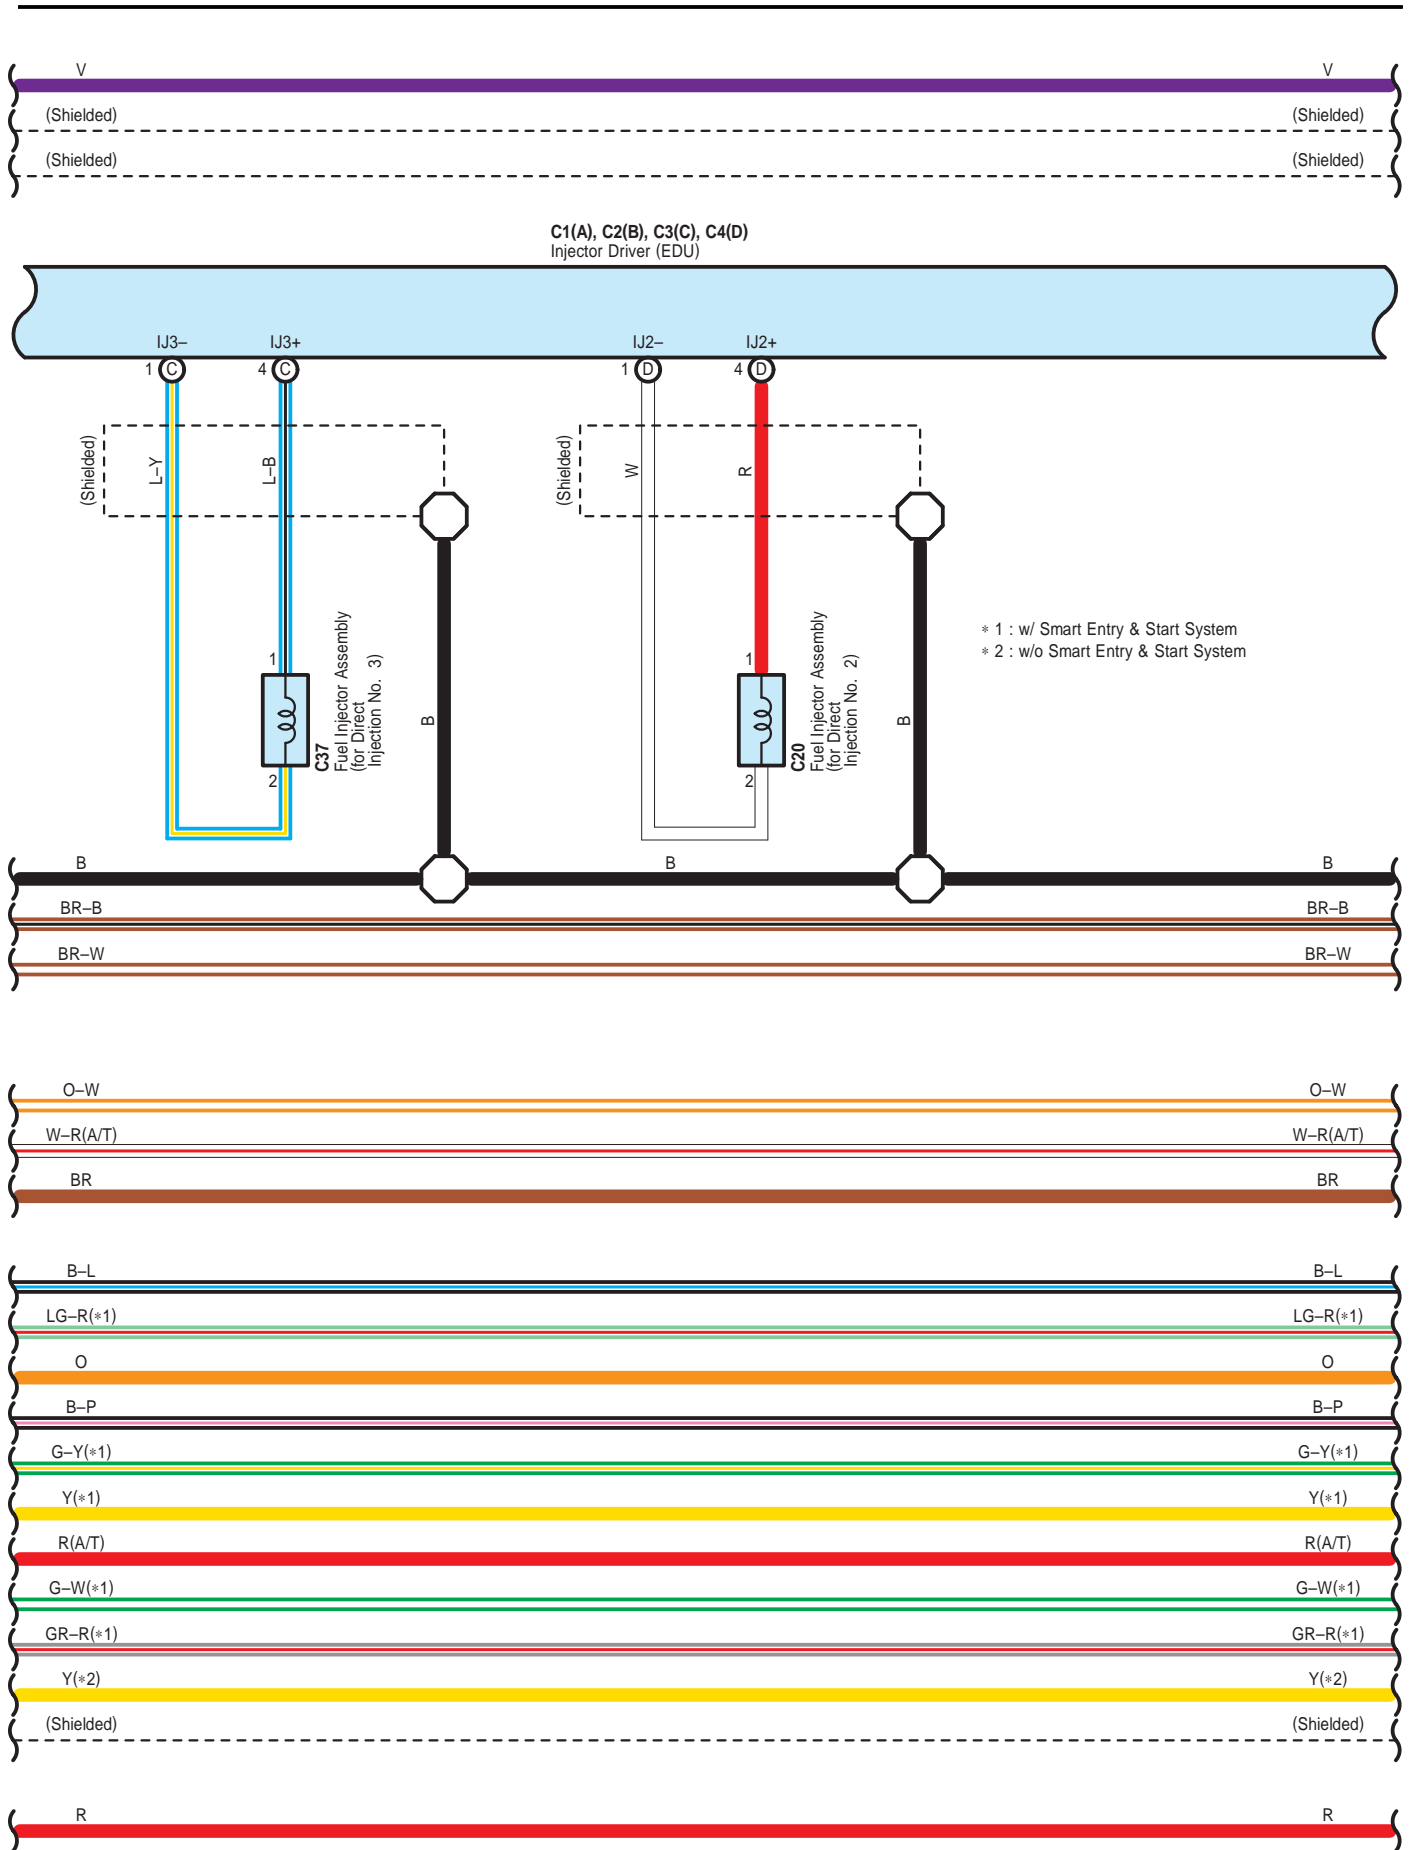 V V
(Shielded) (Shielded)
(Shielded) (Shielded)
C1(A), C2(B), C3(C), C4(D)
Injector Driver (EDU)
IJ3– IJ3+ IJ2– IJ2+
1 C 4 C 1 D 4 D
(Shielded)
L–Y
L–B
(Shielded)
W
R
1
2
C37
Fuel Injector Assembly
(for Direct
Injection No. 3)
B
1
2
C20
Fuel Injector Assembly
(for Direct
Injection No. 2)
B
∗ 1 : w/ Smart Entry & Start System
∗ 2 : w/o Smart Entry & Start System
B B B
BR–B BR–B
BR–W BR–W
O–W O–W
W–R(A/T) W–R(A/T)
BR BR
B–L B–L
LG–R(∗1) LG–R(∗1)
O O
B–P B–P
G–Y(∗1) G–Y(∗1)
Y(∗1) Y(∗1)
R(A/T) R(A/T)
G–W(∗1) G–W(∗1)
GR–R(∗1) GR–R(∗1)
Y(∗2) Y(∗2)
(Shielded) (Shielded)
R R